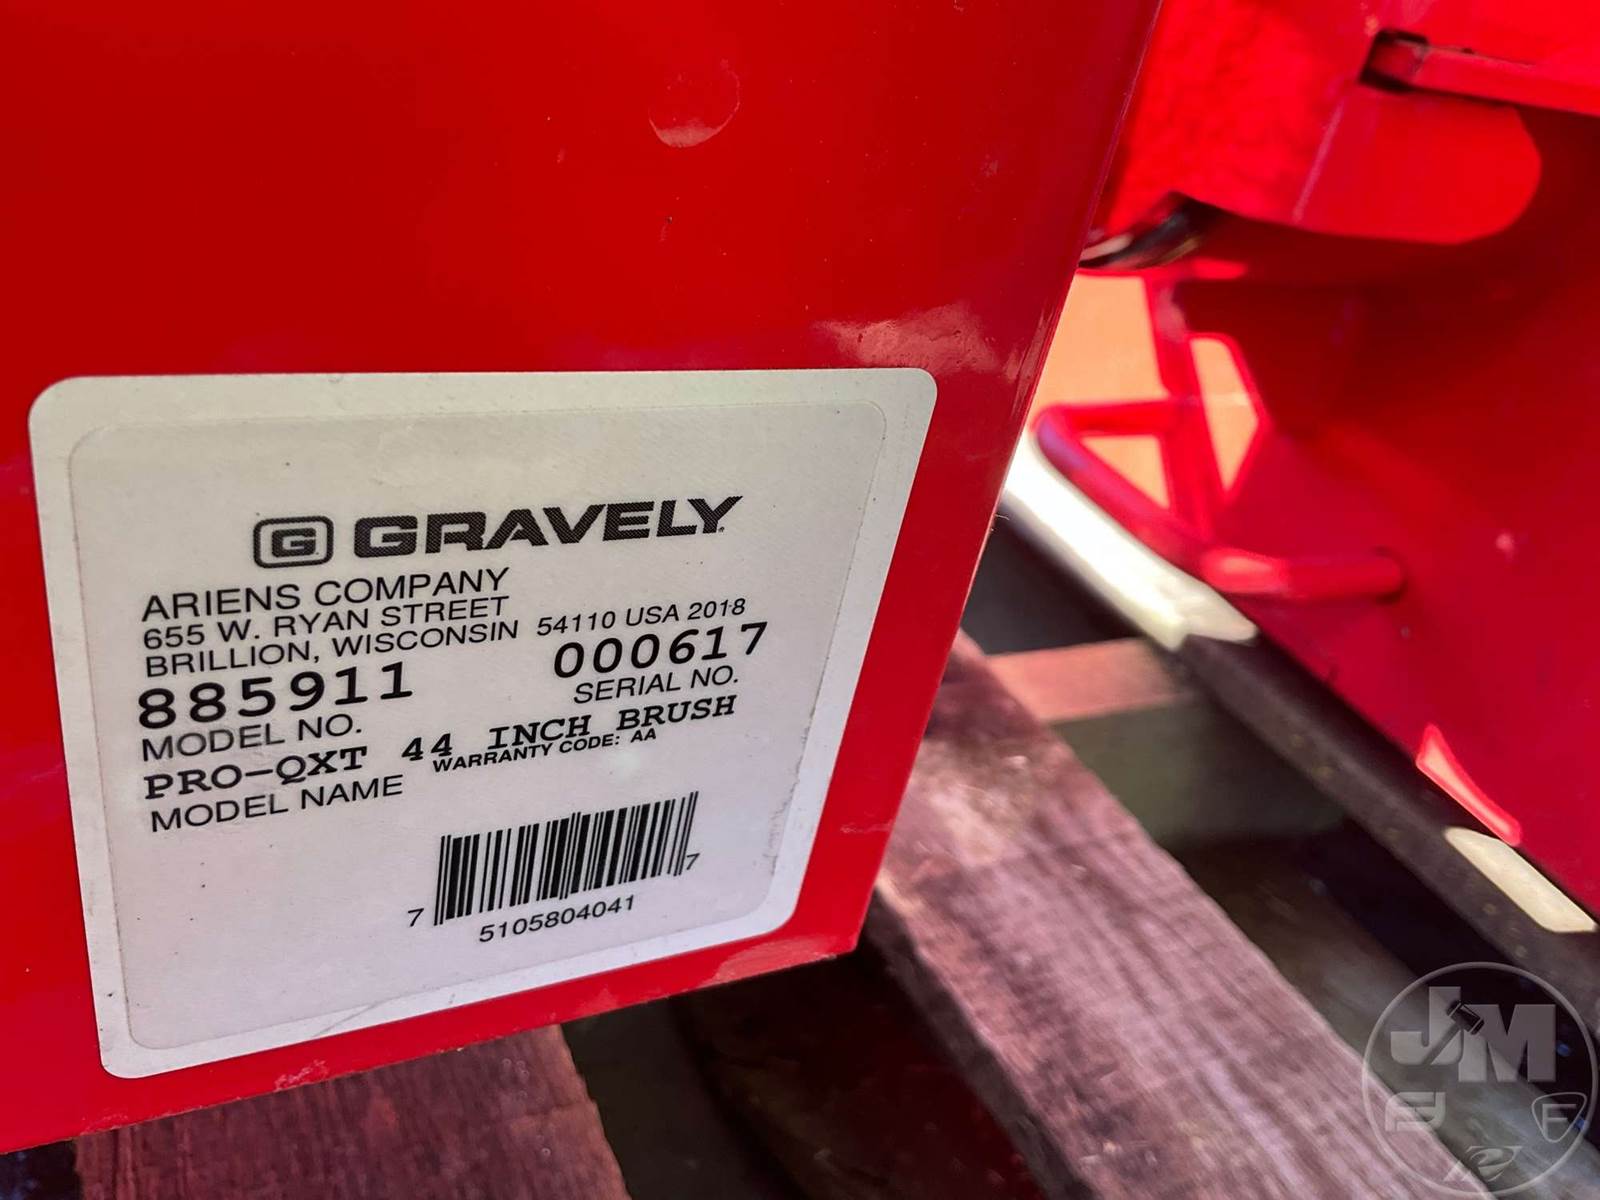 G GRAVELY
ARIENS COMPANY
655 W. RYAN STREET
BRILLION, WISCONSIN 54110 USA 2018
885911 000617
MODEL NO. SERIAL NO.
PRO-QXT 44 INCH BRUSH
MODEL NAME WARRANTY CODE: AA
7 5105804041 7
JM
F